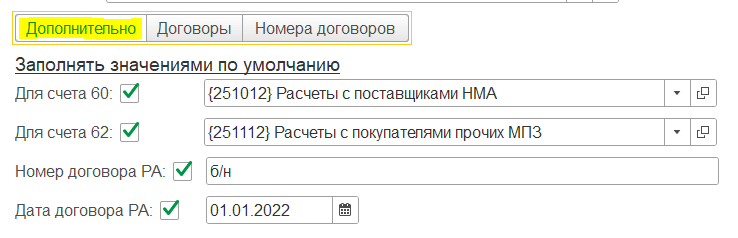 Дополнительно Договоры Номера договоров
Заполнять значениями по умолчанию
Для счета 60: {251012} Расчеты с поставщиками НМА
Для счета 62: {251112} Расчеты с покупателями прочих МПЗ
Номер договора РА: б/н
Дата договора РА: 01.01.2022